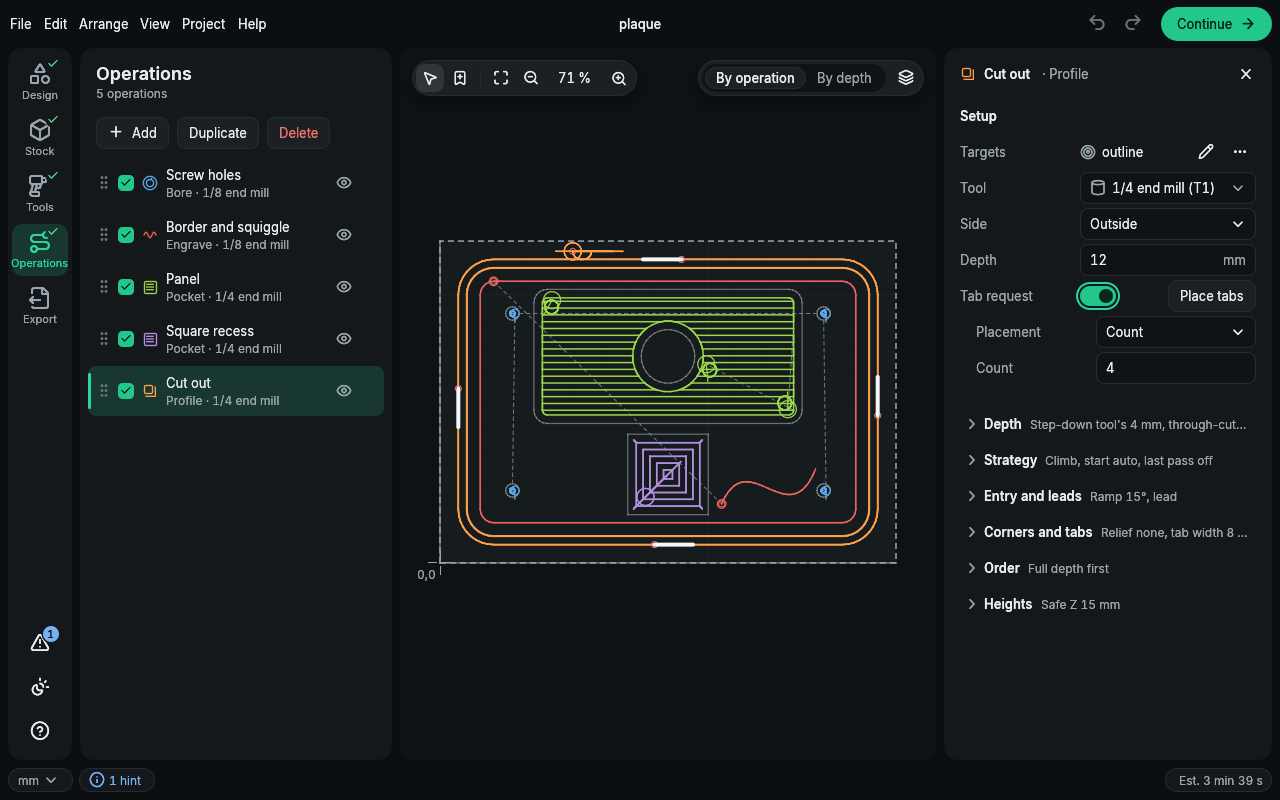 File Edit Arrange View Project Help
plaque
Continue
Design
Stock
Tools
Operations
Export
1
Operations
5 operations
Add
Duplicate
Delete
Screw holes
Bore · 1/8 end mill
Border and squiggle
Engrave · 1/8 end mill
Panel
Pocket · 1/4 end mill
Square recess
Pocket · 1/4 end mill
Cut out
Profile · 1/4 end mill
71 %
By operation
By depth
0,0
Cut out · Profile
Setup
Targets outline
Tool 1/4 end mill (T1)
Side Outside
Depth 12 mm
Tab request Place tabs
Placement Count
Count 4
Depth Step-down tool's 4 mm, through-cut...
Strategy Climb, start auto, last pass off
Entry and leads Ramp 15°, lead
Corners and tabs Relief none, tab width 8 ...
Order Full depth first
Heights Safe Z 15 mm
mm
1 hint
Est. 3 min 39 s